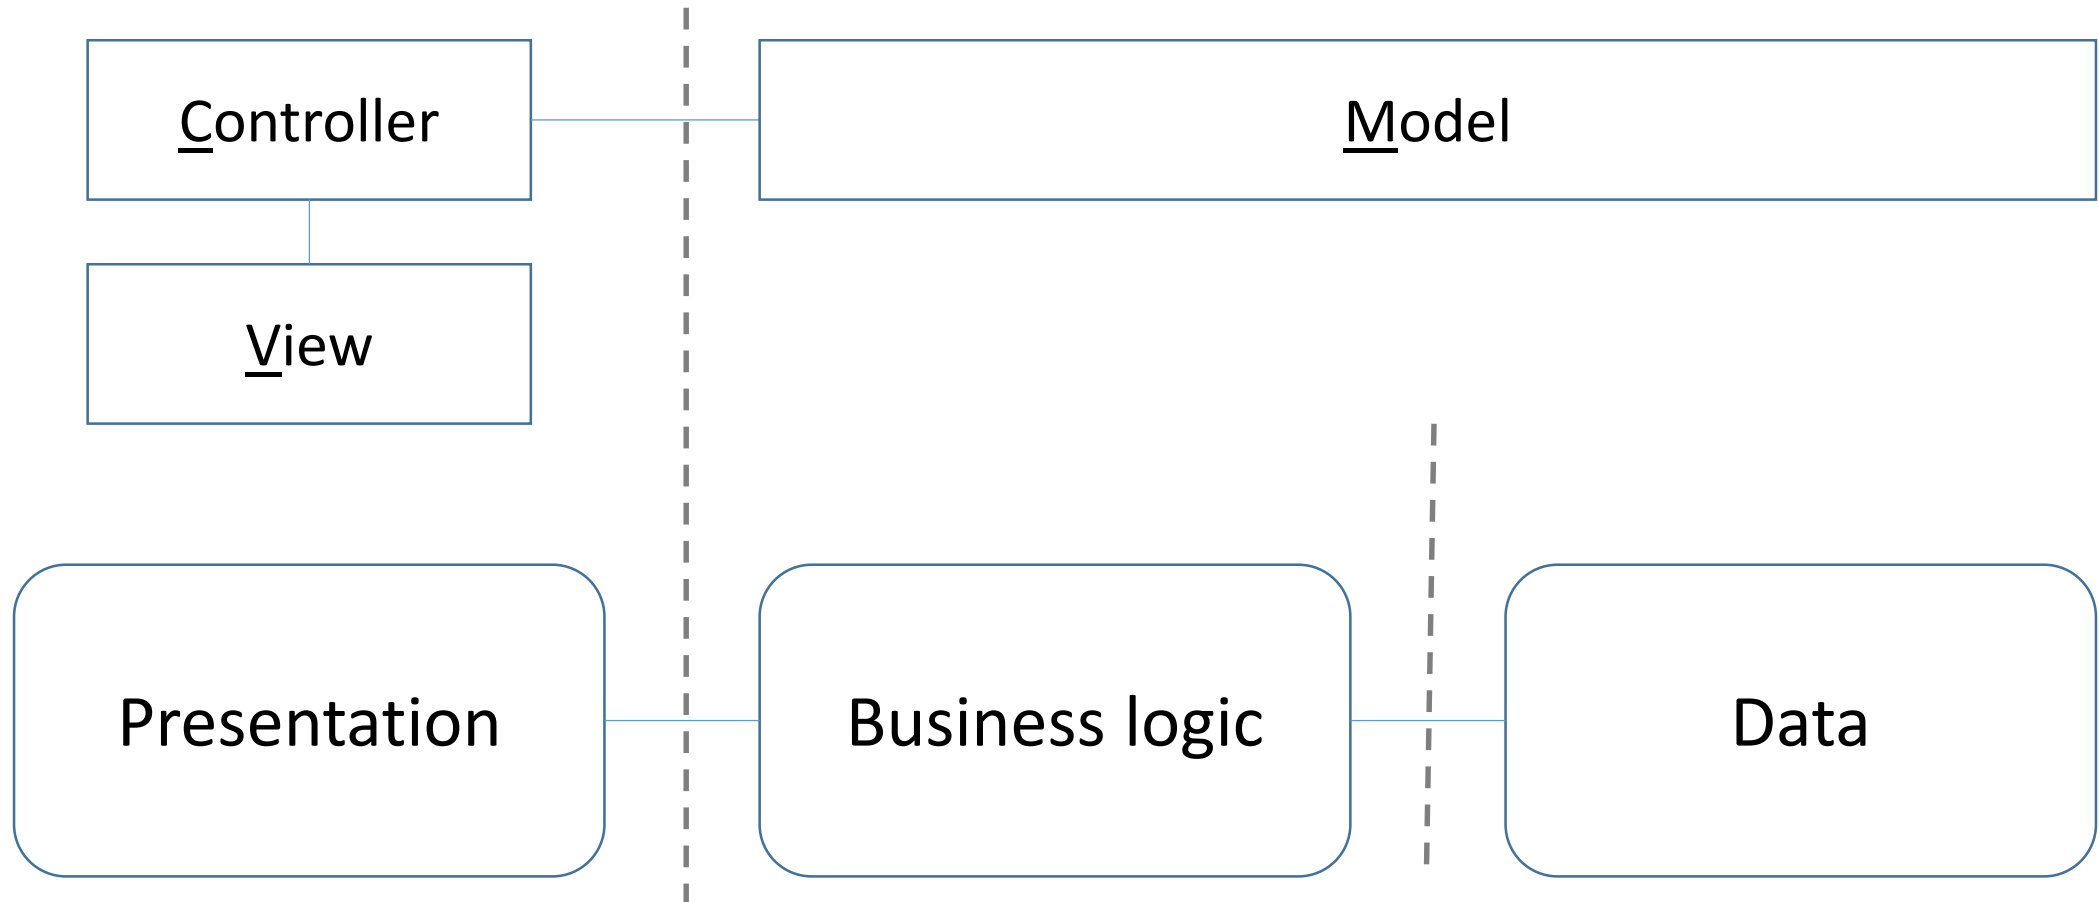 Controller
Model
View
Presentation
Business logic
Data